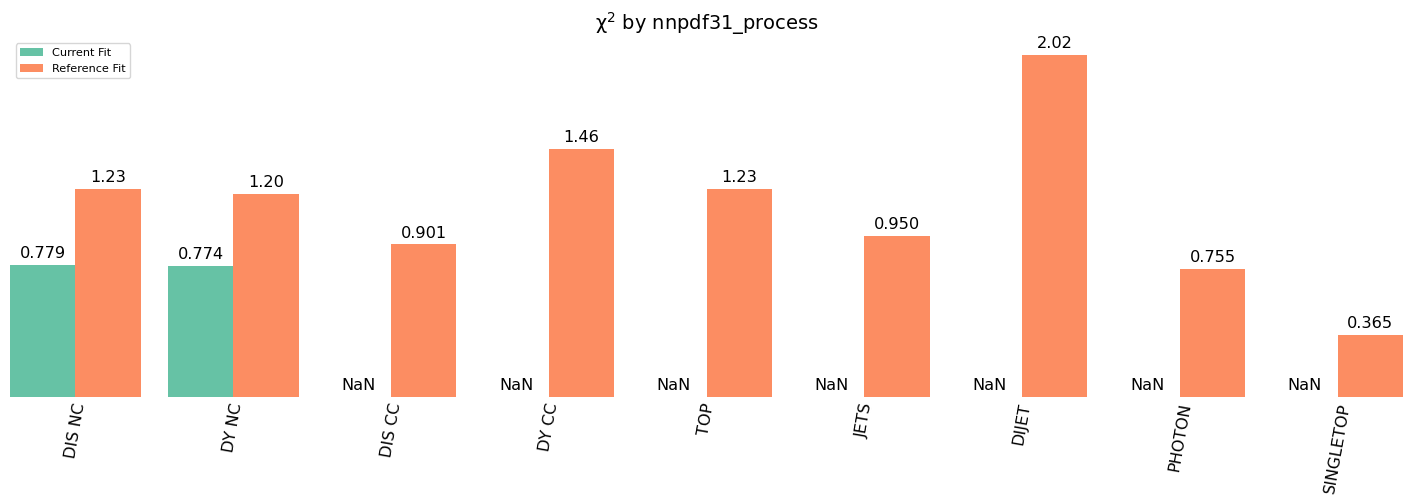 χ² by nnpdf31_process
Current Fit
Reference Fit
0.779
1.23
0.774
1.20
NaN
0.901
NaN
1.46
NaN
1.23
NaN
0.950
NaN
2.02
NaN
0.755
NaN
0.365
DIS NC
DY NC
DIS CC
DY CC
TOP
JETS
DIJET
PHOTON
SINGLETOP